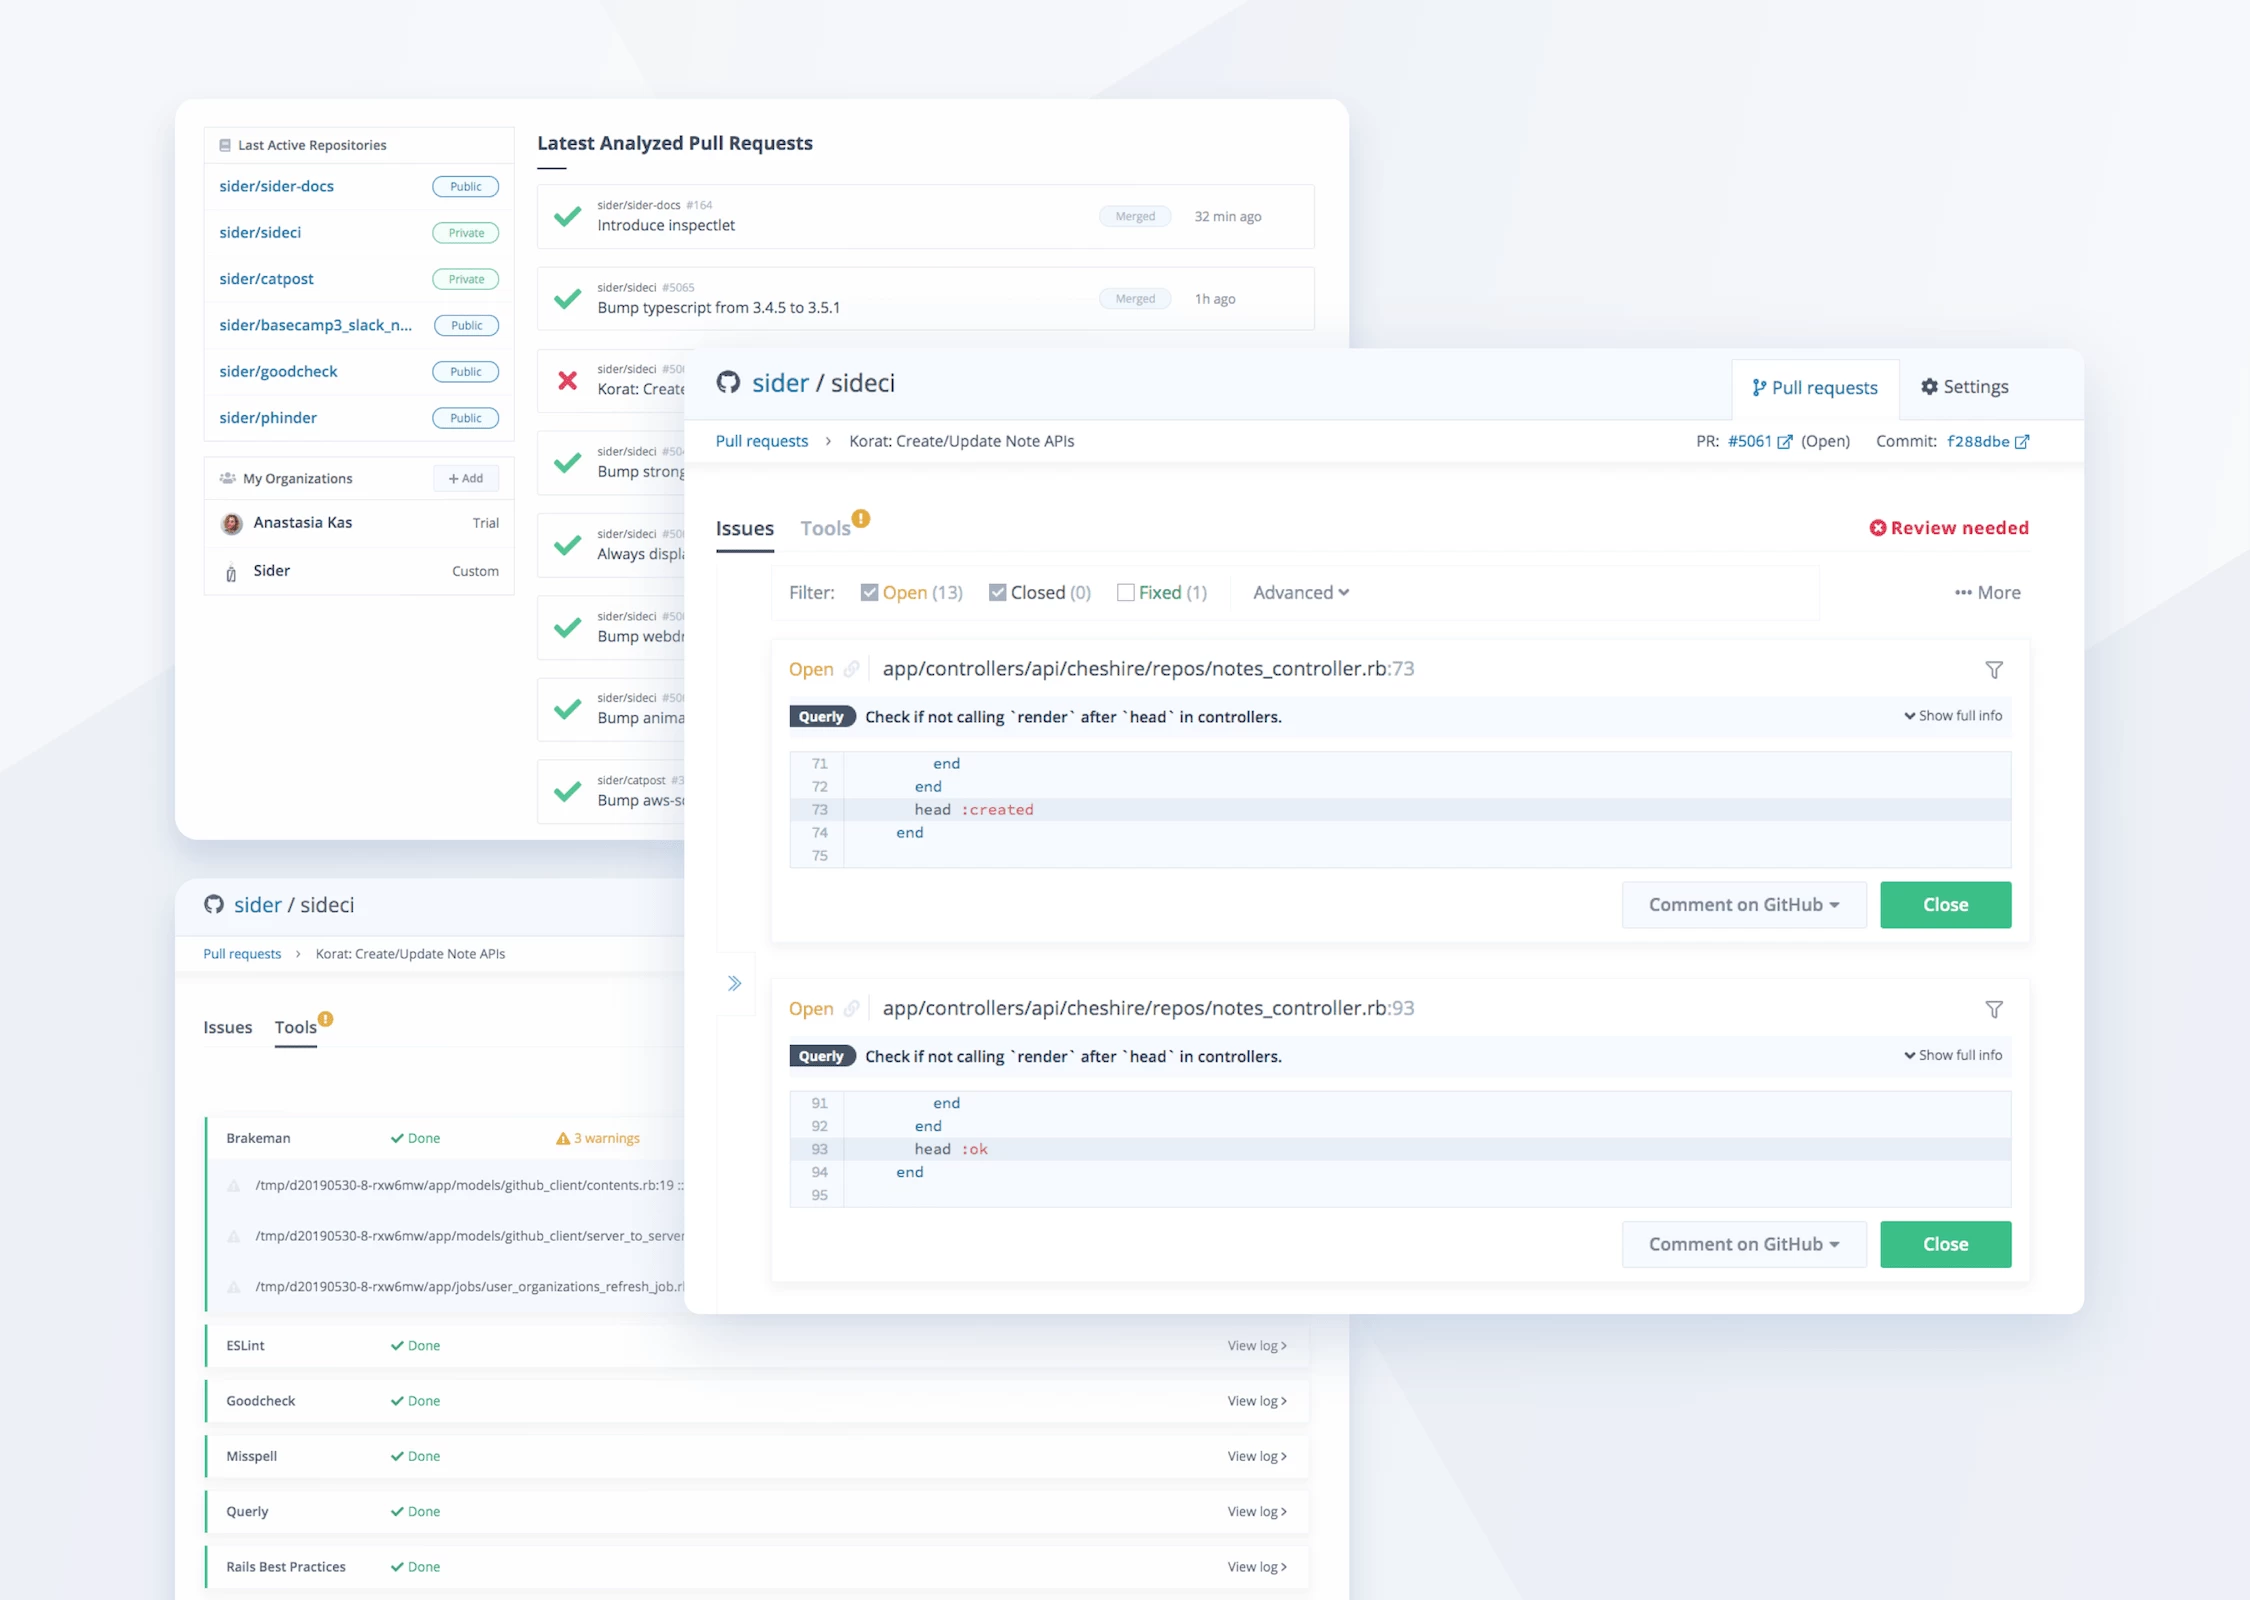 Last Active Repositories
sider/sider-docs Public
sider/sideci Private
sider/catpost Private
sider/basecamp3_slack_n... Public
sider/goodcheck Public
sider/phinder Public
My Organizations + Add
Anastasia Kas Trial
Sider Custom
Latest Analyzed Pull Requests
sider/sider-docs #164
Introduce inspectlet Merged 32 min ago
sider/sideci #5065
Bump typescript from 3.4.5 to 3.5.1 Merged 1h ago
sider/sideci
Korat: Create
sider/sideci
Bump strong
sider/sideci
Always
sider/sideci
Bump
sider/sideci
Bump
sider/catpost
Bump
sider / sideci
Pull requests Settings
Pull requests > Korat: Create/Update Note APIs PR: #5061 (Open) Commit: f288dbe
Issues Tools ! Review needed
Filter: Open (13) Closed (0) Fixed (1) Advanced ••• More
Open app/controllers/api/cheshire/repos/notes_controller.rb:73
Querly Check if not calling `render` after `head` in controllers. Show full info
71 end
72 end
73 head :created
74 end
75
Comment on GitHub Close
Open app/controllers/api/cheshire/repos/notes_controller.rb:93
Querly Check if not calling `render` after `head` in controllers. Show full info
91 end
92 end
93 head :ok
94 end
95
Comment on GitHub Close
sider / sideci
Pull requests > Korat: Create/Update Note APIs
Issues Tools !
Brakeman Done 3 warnings
/tmp/d20190530-8-rxw6mw/app/models/github_client/contents.rb:19 ::
/tmp/d20190530-8-rxw6mw/app/models/github_client/server_to_server
/tmp/d20190530-8-rxw6mw/app/jobs/user_organizations_refresh_job.r
ESLint Done View log >
Goodcheck Done View log >
Misspell Done View log >
Querly Done View log >
Rails Best Practices Done View log >